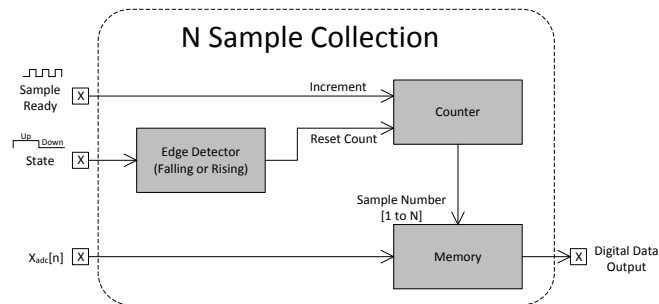 N Sample Collection
Sample
Ready
X
Increment
Counter
Up
Down
State
X
Edge Detector
(Falling or Rising)
Reset Count
Sample Number
[1 to N]
Xadc[n]
X
Memory
X
Digital Data
Output